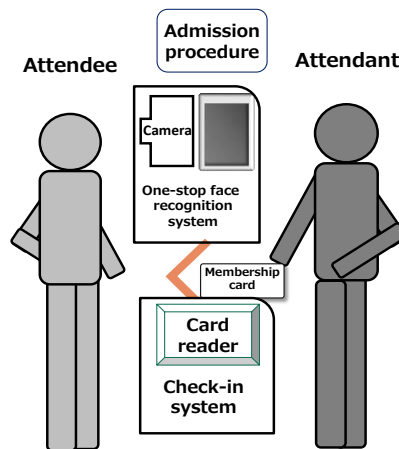 Admission
procedure
Attendee
Attendant
Camera
One-stop face
recognition
system
Membership
card
Card
reader
Check-in
system